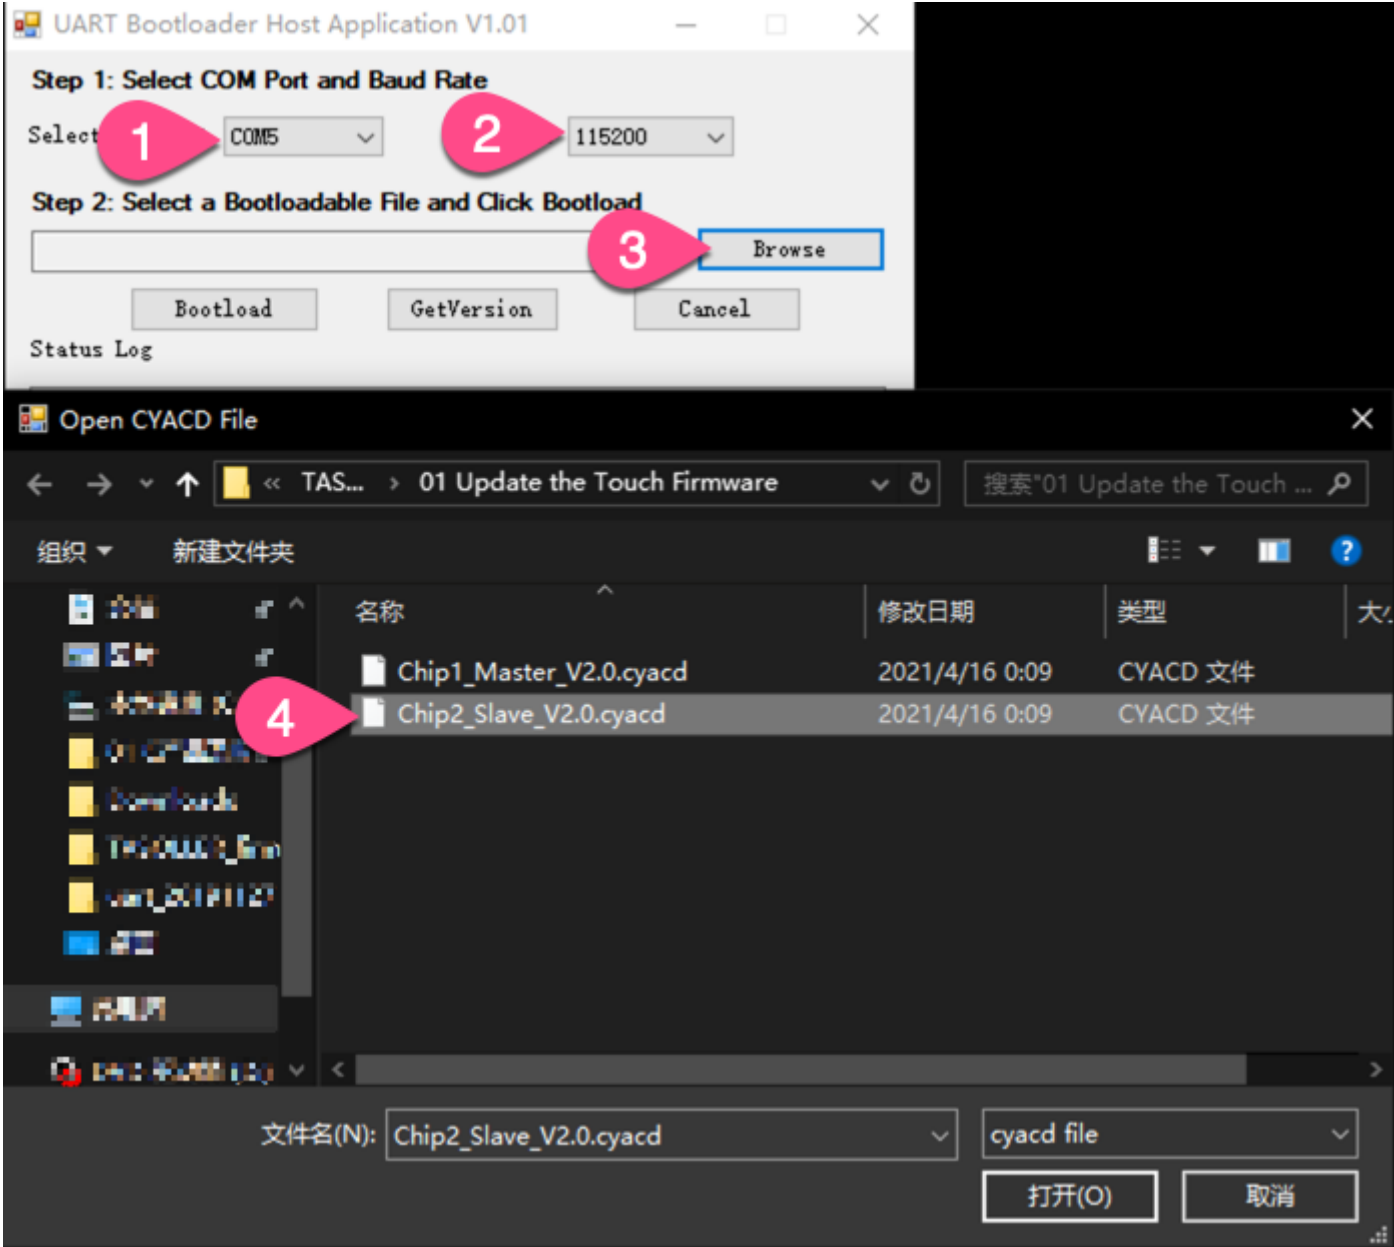 UART Bootloader Host Application V1.01
Step 1: Select COM Port and Baud Rate
Select
1
COM5
2
115200
Step 2: Select a Bootloadable File and Click Bootload
3
Browse
Bootload
GetVersion
Cancel
Status Log
Open CYACD File
« TAS... › 01 Update the Touch Firmware
搜索"01 Update the Touch ...
组织
新建文件夹
名称
修改日期
类型
Chip1_Master_V2.0.cyacd
2021/4/16 0:09
CYACD 文件
4
Chip2_Slave_V2.0.cyacd
2021/4/16 0:09
CYACD 文件
文件名(N):
Chip2_Slave_V2.0.cyacd
cyacd file
打开(O)
取消